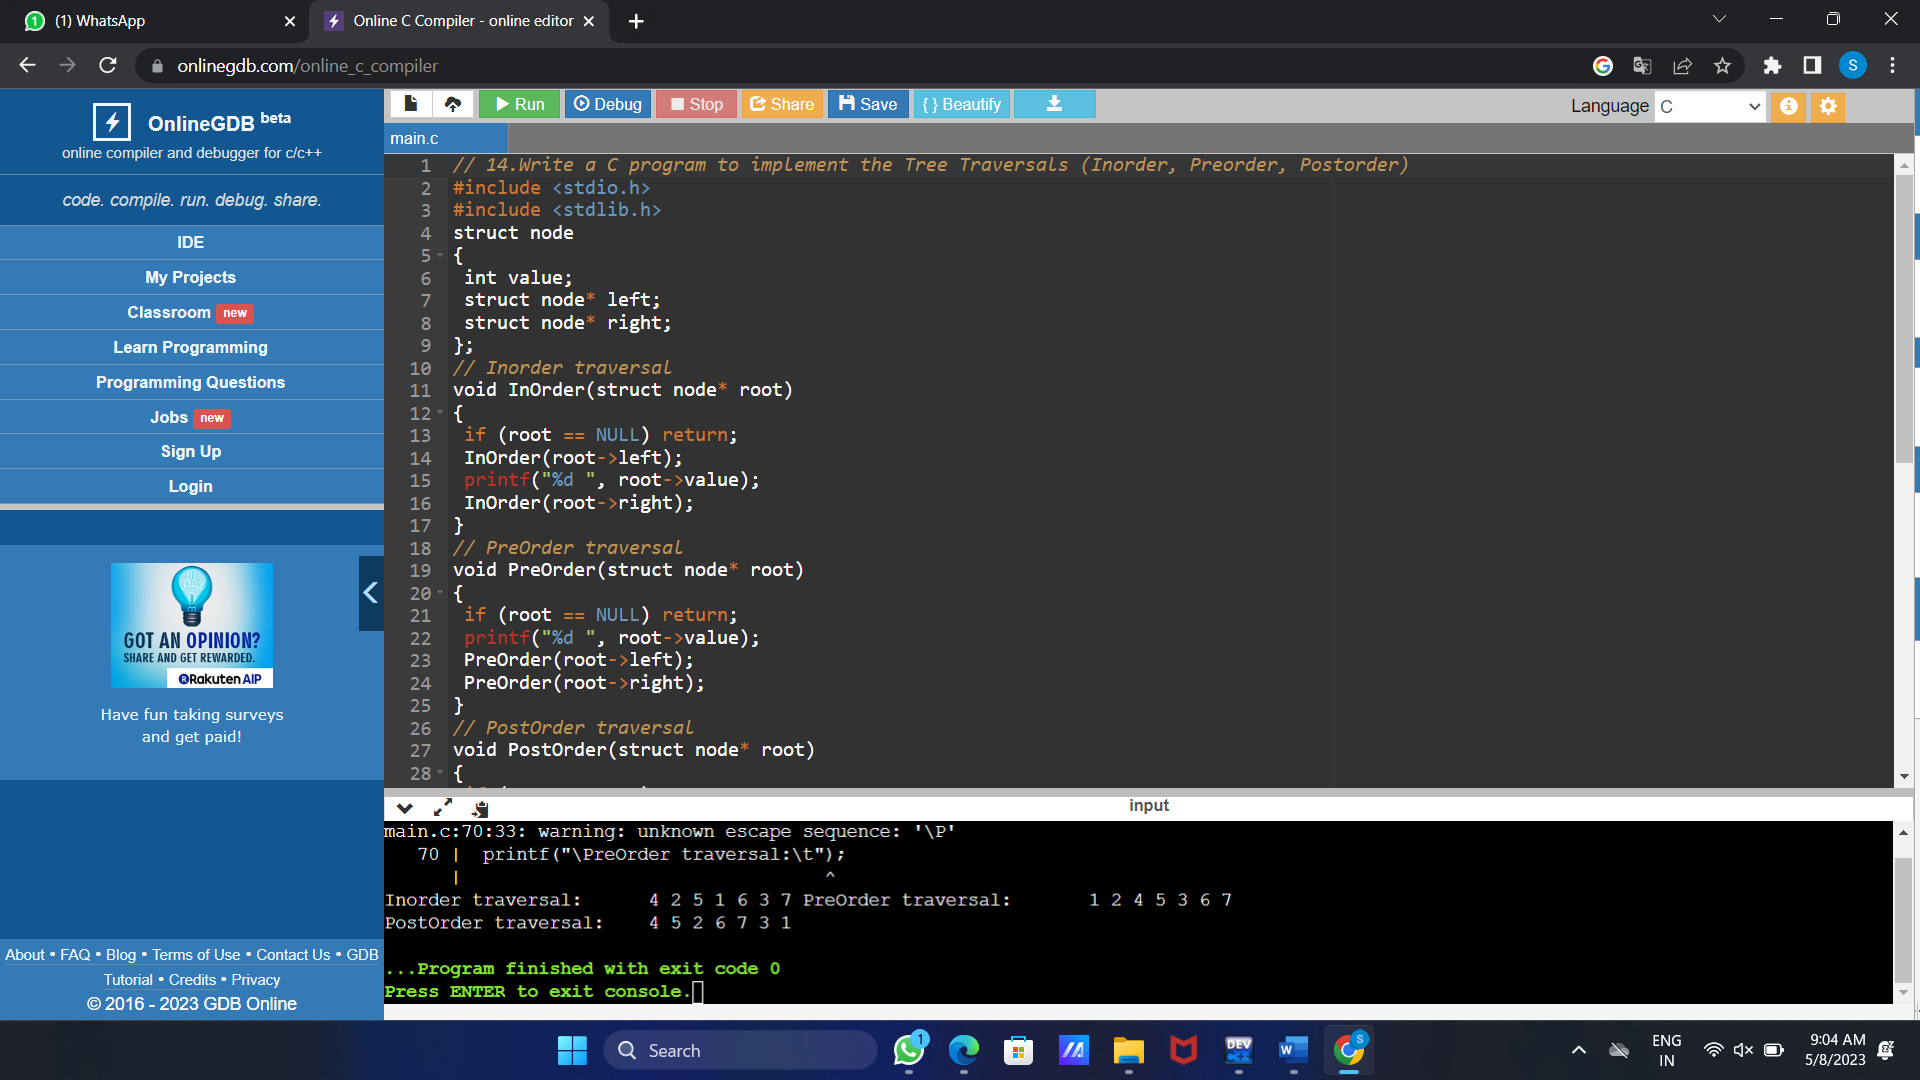 (1) WhatsApp
Online C Compiler - online editor
onlinegdb.com/online_c_compiler
S
OnlineGDB beta
online compiler and debugger for c/c++
code. compile. run. debug. share.
IDE
My Projects
Classroom new
Learn Programming
Programming Questions
Jobs new
Sign Up
Login
GOT AN OPINION?
SHARE AND GET REWARDED.
Rakuten AIP
Have fun taking surveys
and get paid!
About • FAQ • Blog • Terms of Use • Contact Us • GDB
Tutorial • Credits • Privacy
© 2016 - 2023 GDB Online
Run Debug Stop Share Save { } Beautify
Language C
main.c
1 // 14.Write a C program to implement the Tree Traversals (Inorder, Preorder, Postorder)
2 #include <stdio.h>
3 #include <stdlib.h>
4 struct node
5 {
6 int value;
7 struct node* left;
8 struct node* right;
9 };
10 // Inorder traversal
11 void InOrder(struct node* root)
12 {
13 if (root == NULL) return;
14 InOrder(root->left);
15 printf("%d ", root->value);
16 InOrder(root->right);
17 }
18 // PreOrder traversal
19 void PreOrder(struct node* root)
20 {
21 if (root == NULL) return;
22 printf("%d ", root->value);
23 PreOrder(root->left);
24 PreOrder(root->right);
25 }
26 // PostOrder traversal
27 void PostOrder(struct node* root)
28 {
input
main.c:70:33: warning: unknown escape sequence: '\P'
70 | printf("\PreOrder traversal:\t");
| ^
Inorder traversal: 4 2 5 1 6 3 7 PreOrder traversal: 1 2 4 5 3 6 7
PostOrder traversal: 4 5 2 6 7 3 1
...Program finished with exit code 0
Press ENTER to exit console.
Search
1
DEV
W
S
ENG
IN
9:04 AM
5/8/2023